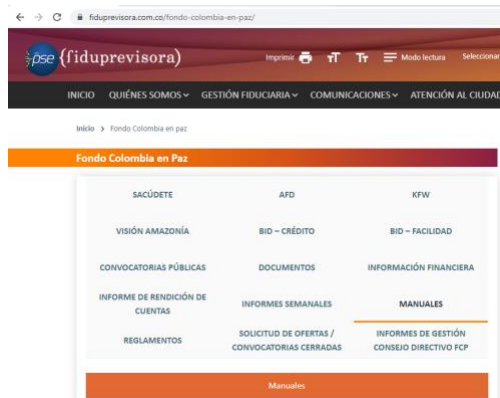 fiduprevisora.com.co/fondo-colombia-en-paz/
pse {fiduprevisora) Imprimir TT Tt Modo lectura Seleccionar
INICIO QUIÉNES SOMOS GESTIÓN FIDUCIARIA COMUNICACIONES ATENCIÓN AL CIUDAD
Inicio > Fondo Colombia en paz
Fondo Colombia en Paz
SACÚDETE AFD KFW
VISIÓN AMAZONÍA BID – CRÉDITO BID – FACILIDAD
CONVOCATORIAS PÚBLICAS DOCUMENTOS INFORMACIÓN FINANCIERA
INFORME DE RENDICIÓN DE
CUENTAS INFORMES SEMANALES MANUALES
REGLAMENTOS SOLICITUD DE OFERTAS / INFORMES DE GESTIÓN
CONVOCATORIAS CERRADAS CONSEJO DIRECTIVO FCP
Manuales